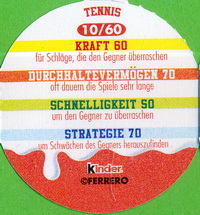 TENNIS
10/60
KRAFT 60
für Schläge, die den Gegner überraschen
DURCHHALTEVERMÖGEN 70
oft dauern die Spiele sehr lange
SCHNELLIGKEIT 50
um den Gegner zu überraschen
STRATEGIE 70
um Schwächen des Gegners herauszufinden
kinder
©FERRERO